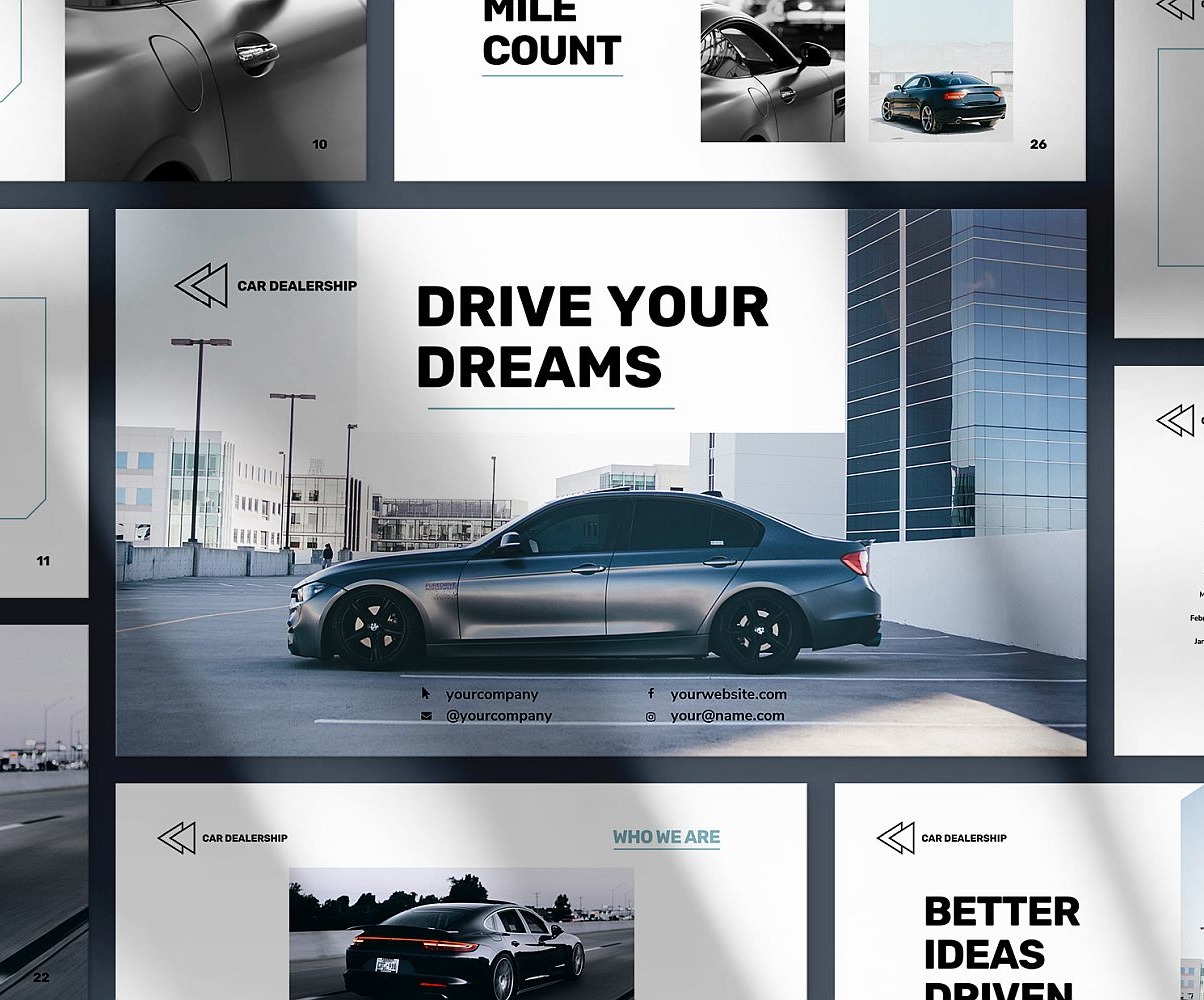 MILE
COUNT
10
26
CAR DEALERSHIP
DRIVE YOUR
DREAMS
11
yourcompany
yourwebsite.com
@yourcompany
your@name.com
CAR DEALERSHIP
WHO WE ARE
CAR DEALERSHIP
BETTER
IDEAS
DRIVEN
22